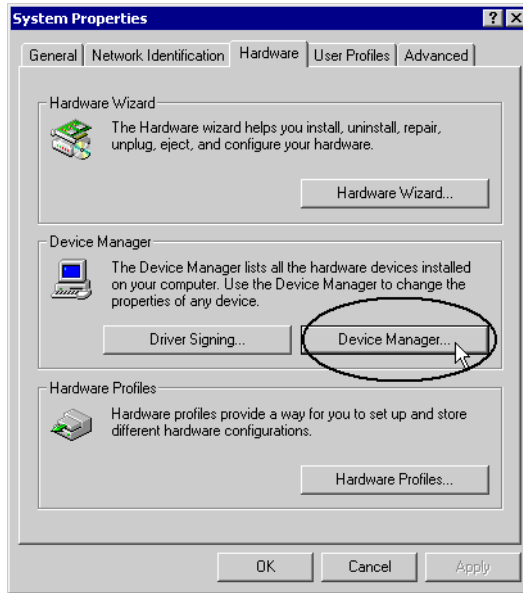 System Properties
General
Network Identification
Hardware
User Profiles
Advanced
Hardware Wizard
The Hardware wizard helps you install, uninstall, repair,
unplug, eject, and configure your hardware.
Hardware Wizard...
Device Manager
The Device Manager lists all the hardware devices installed
on your computer. Use the Device Manager to change the
properties of any device.
Driver Signing...
Device Manager...
Hardware Profiles
Hardware profiles provide a way for you to set up and store
different hardware configurations.
Hardware Profiles...
OK
Cancel
Apply